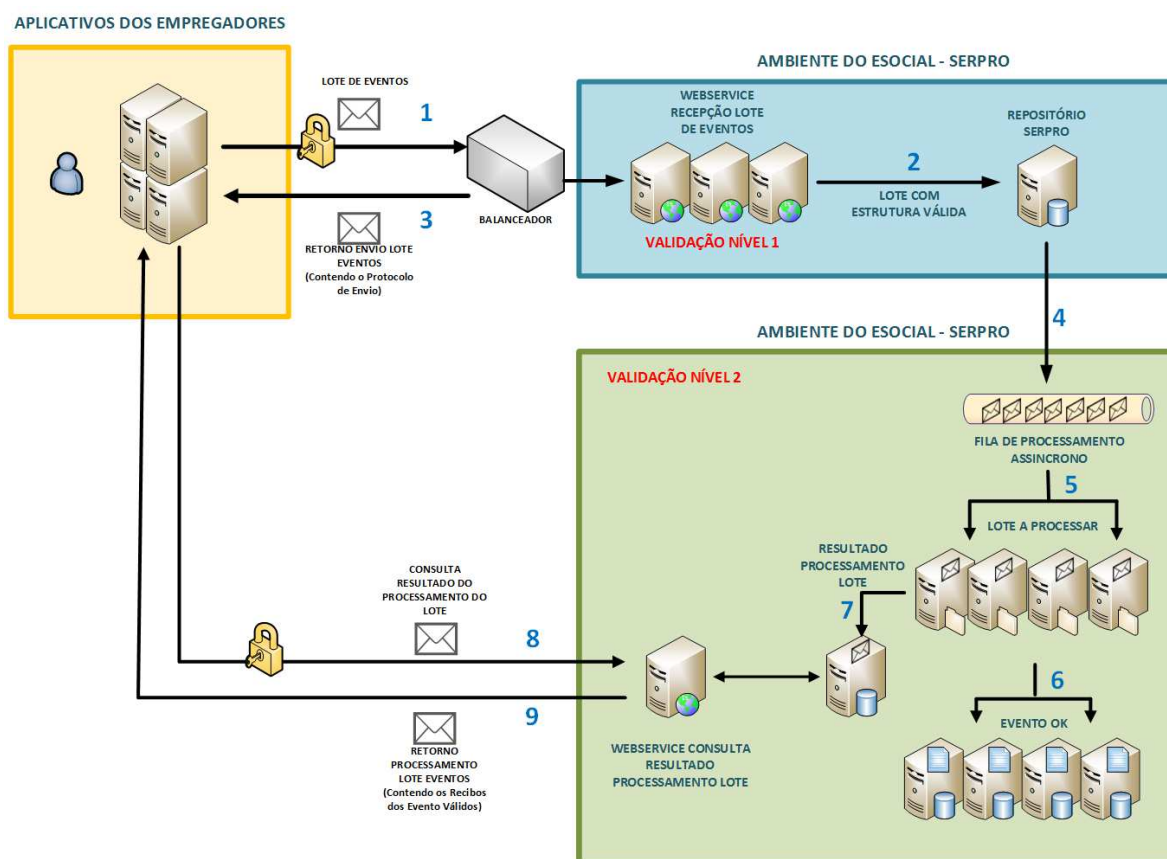 APLICATIVOS DOS EMPREGADORES
AMBIENTE DO ESOCIAL - SERPRO
LOTE DE EVENTOS
1
WEBSERVICE
RECEPÇÃO LOTE
DE EVENTOS
REPOSITÓRIO
SERPRO
2
LOTE COM
ESTRUTURA VÁLIDA
3
BALANCEADOR
VALIDAÇÃO NÍVEL 1
RETORNO ENVIO LOTE
EVENTOS
(Contendo o Protocolo
de Envio)
4
AMBIENTE DO ESOCIAL - SERPRO
VALIDAÇÃO NÍVEL 2
FILA DE PROCESSAMENTO
ASSINCRONO
5
LOTE A PROCESSAR
RESULTADO
PROCESSAMENTO
LOTE
7
CONSULTA
RESULTADO DO
PROCESSAMENTO DO
LOTE
8
6
9
EVENTO OK
RETORNO
PROCESSAMENTO
LOTE EVENTOS
(Contendo os Recibos
dos Evento Válidos)
WEBSERVICE CONSULTA
RESULTADO
PROCESSAMENTO LOTE